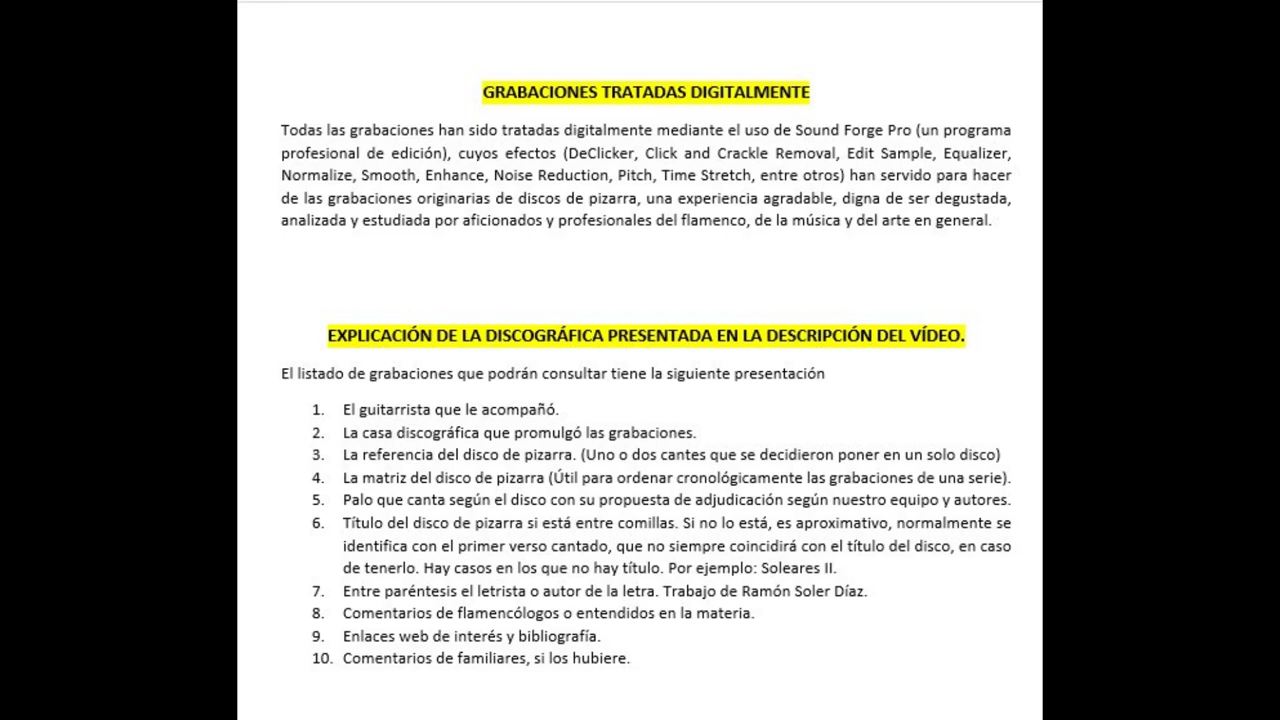 GRABACIONES TRATADAS DIGITALMENTE
Todas las grabaciones han sido tratadas digitalmente mediante el uso de Sound Forge Pro (un programa
profesional de edición), cuyos efectos (DeClicker, Click and Crackle Removal, Edit Sample, Equalizer,
Normalize, Smooth, Enhance, Noise Reduction, Pitch, Time Stretch, entre otros) han servido para hacer
de las grabaciones originarias de discos de pizarra, una experiencia agradable, digna de ser degustada,
analizada y estudiada por aficionados y profesionales del flamenco, de la música y del arte en general.
EXPLICACIÓN DE LA DISCOGRÁFICA PRESENTADA EN LA DESCRIPCIÓN DEL VÍDEO.
El listado de grabaciones que podrán consultar tiene la siguiente presentación
1. El guitarrista que le acompañó.
2. La casa discográfica que promulgó las grabaciones.
3. La referencia del disco de pizarra. (Uno o dos cantes que se decidieron poner en un solo disco)
4. La matriz del disco de pizarra (Útil para ordenar cronológicamente las grabaciones de una serie).
5. Palo que canta según el disco con su propuesta de adjudicación según nuestro equipo y autores.
6. Título del disco de pizarra si está entre comillas. Si no lo está, es aproximativo, normalmente se
identifica con el primer verso cantado, que no siempre coincidirá con el título del disco, en caso
de tenerlo. Hay casos en los que no hay título. Por ejemplo: Soleares II.
7. Entre paréntesis el letrista o autor de la letra. Trabajo de Ramón Soler Díaz.
8. Comentarios de flamencólogos o entendidos en la materia.
9. Enlaces web de interés y bibliografía.
10. Comentarios de familiares, si los hubiere.